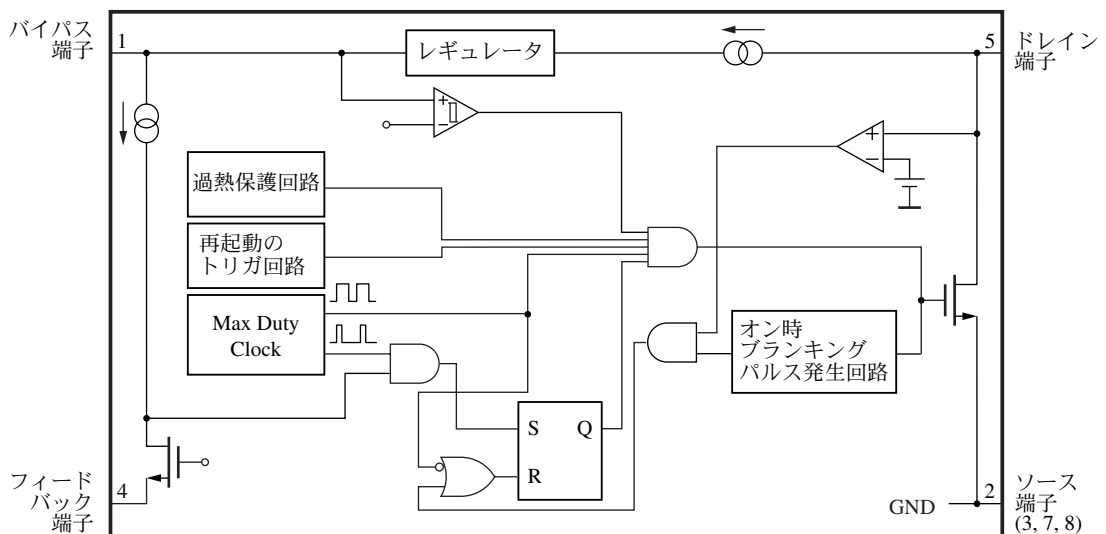 バイパス
端子
1
レギュレータ
5
ドレイン
端子
+
−
+
−
過熱保護回路
再起動の
トリガ回路
Max Duty
Clock
オン時
ブランキング
パルス発生回路
S Q
R
フィード
バック
端子
4
GND
2
ソース
端子
(3, 7, 8)